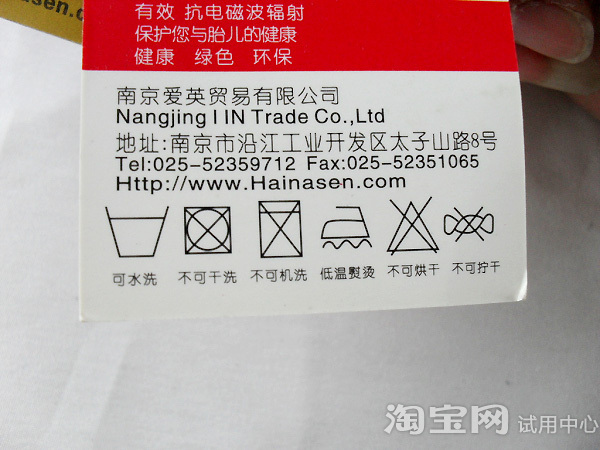 asen.
有效.抗电磁波辐射
保护您与胎儿的健康
健康 绿色 环保
南京爱英贸易有限公司
Nangjing I IN Trade Co.,Ltd
地址:南京市沿江工业开发区太子山路8号
Tel:025-52359712 Fax:025-52351065
Http://www.Hainasen.com
可水洗 不可干洗 不可机洗 低温熨烫 不可烘干 不可拧干
淘宝网 试用中心